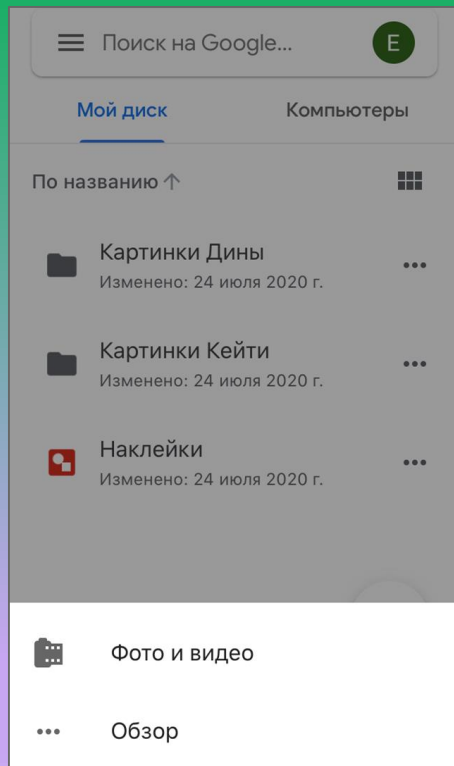 Поиск на Google...
E
Мой диск
Компьютеры
По названию
Картинки Дины
Изменено: 24 июля 2020 г.
Картинки Кейти
Изменено: 24 июля 2020 г.
Наклейки
Изменено: 24 июля 2020 г.
Фото и видео
Обзор